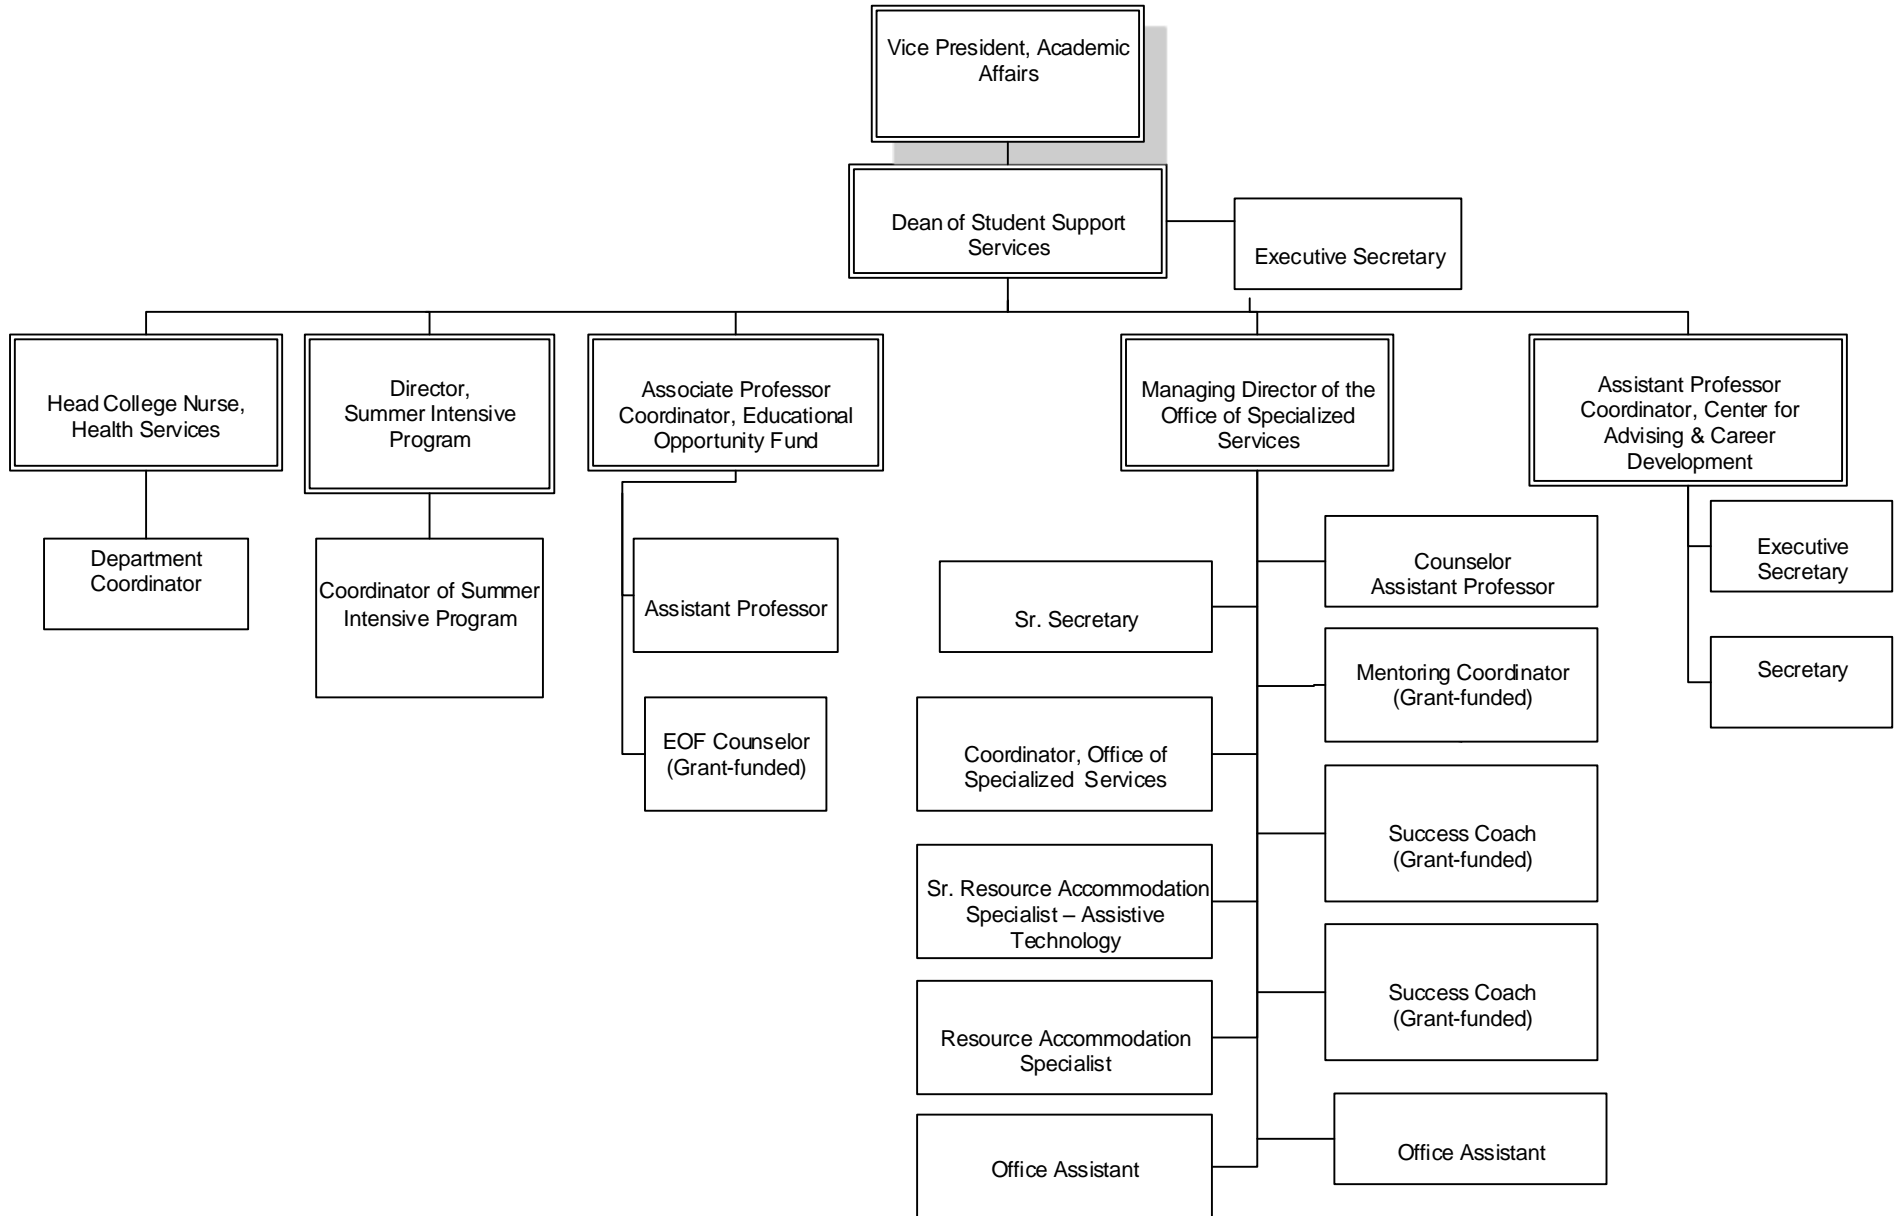 Vice President, Academic
Affairs
Dean of Student Support
Services
Executive Secretary
Head College Nurse,
Health Services
Director,
Summer Intensive
Program
Associate Professor
Coordinator, Educational
Opportunity Fund
Managing Director of the
Office of Specialized
Services
Assistant Professor
Coordinator, Center for
Advising & Career
Development
Department
Coordinator
Coordinator of Summer
Intensive Program
Assistant Professor
EOF Counselor
(Grant-funded)
Sr. Secretary
Coordinator, Office of
Specialized Services
Sr. Resource Accommodation
Specialist – Assistive
Technology
Resource Accommodation
Specialist
Office Assistant
Counselor
Assistant Professor
Mentoring Coordinator
(Grant-funded)
Success Coach
(Grant-funded)
Success Coach
(Grant-funded)
Office Assistant
Executive
Secretary
Secretary